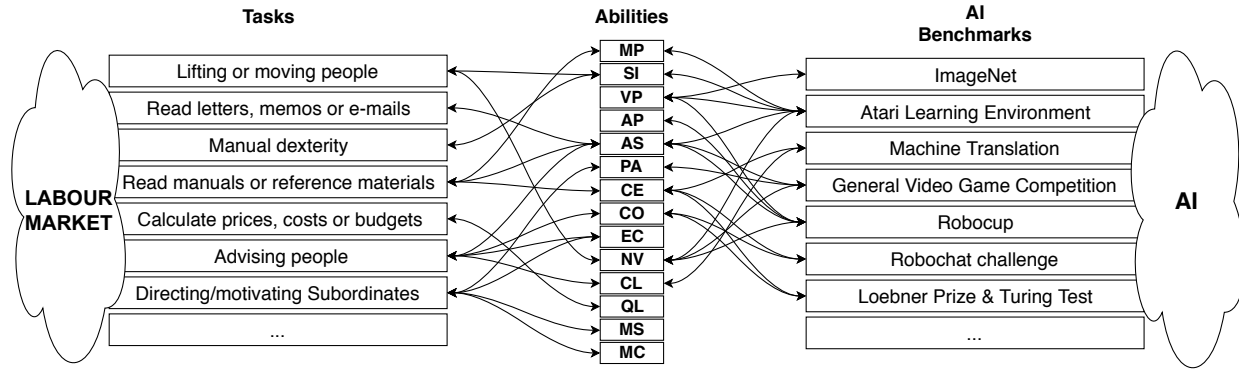 Tasks
Abilities
AI
Benchmarks
LABOUR
MARKET
Lifting or moving people
Read letters, memos or e-mails
Manual dexterity
Read manuals or reference materials
Calculate prices, costs or budgets
Advising people
Directing/motivating Subordinates
...
MP
SI
VP
AP
AS
PA
CE
CO
EC
NV
CL
QL
MS
MC
ImageNet
Atari Learning Environment
Machine Translation
General Video Game Competition
Robocup
Robochat challenge
Loebner Prize & Turing Test
...
AI